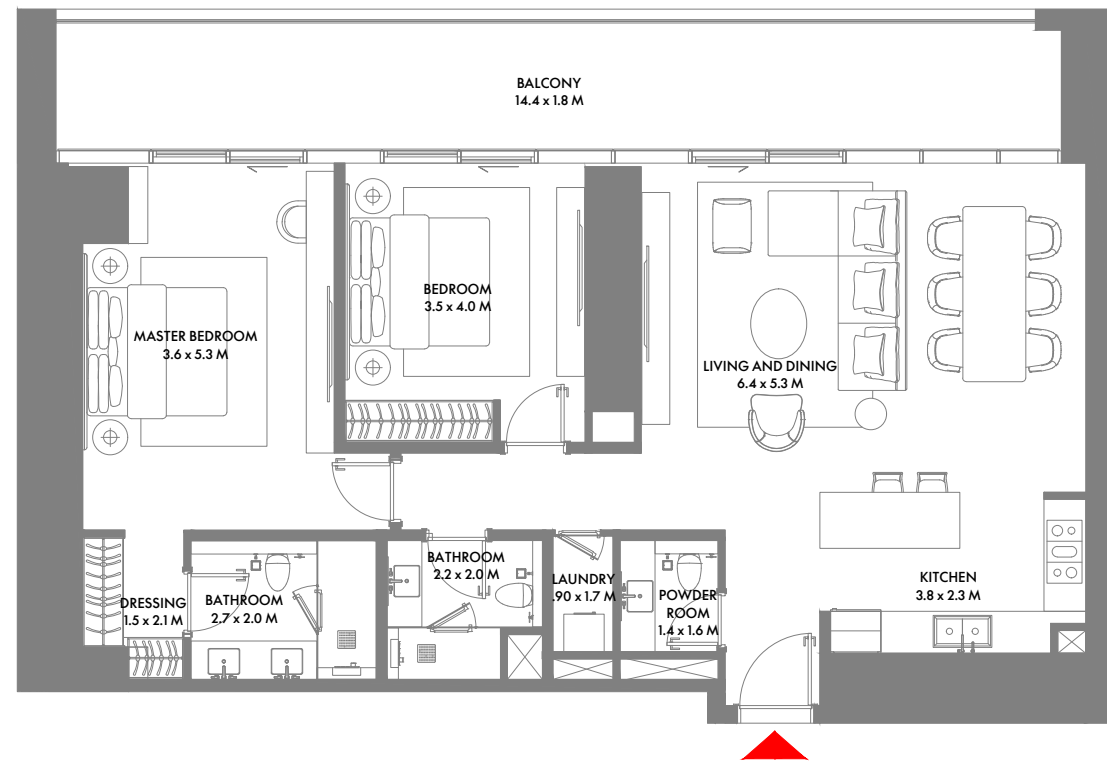 BALCONY
14.4 x 1.8 M
BEDROOM
3.5 x 4.0 M
MASTER BEDROOM
3.6 x 5.3 M
LIVING AND DINING
6.4 x 5.3 M
BATHROOM
2.2 x 2.0 M
LAUNDRY
.90 x 1.7 M
KITCHEN
3.8 x 2.3 M
DRESSING
1.5 x 2.1 M
BATHROOM
2.7 x 2.0 M
POWDER
ROOM
1.4 x 1.6 M